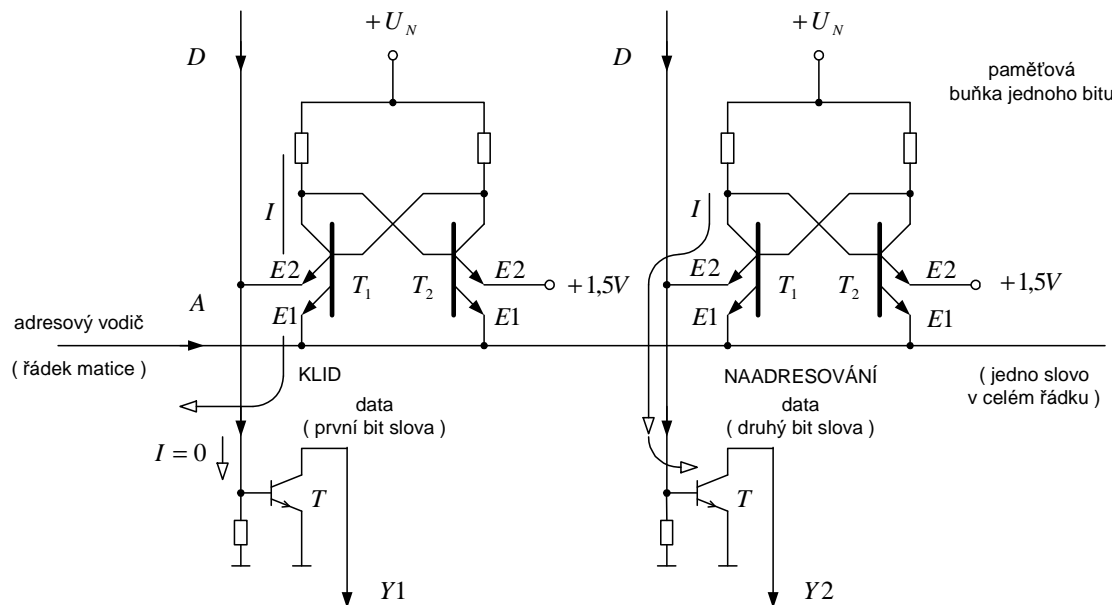 +U_N
+U_N
D
D
paměťová
buňka jednoho bitu
I
I
E2
T_1
T_2
E2
+1,5V
E2
T_1
T_2
E2
+1,5V
A
E1
E1
E1
E1
adresový vodič
( řádek matice )
KLID
NAADRESOVÁNÍ
( jedno slovo
v celém řádku )
data
( první bit slova )
data
( druhý bit slova )
I = 0
T
T
Y1
Y2